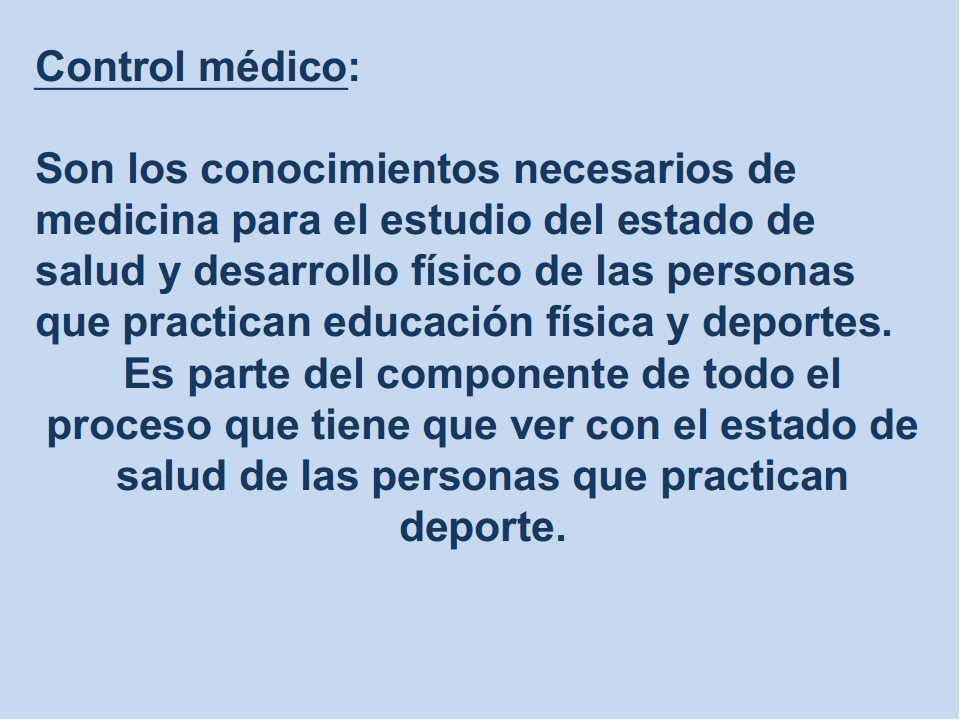 Control médico:
Son los conocimientos necesarios de
medicina para el estudio del estado de
salud y desarrollo físico de las personas
que practican educación física y deportes.
Es parte del componente de todo el
proceso que tiene que ver con el estado de
salud de las personas que practican
deporte.